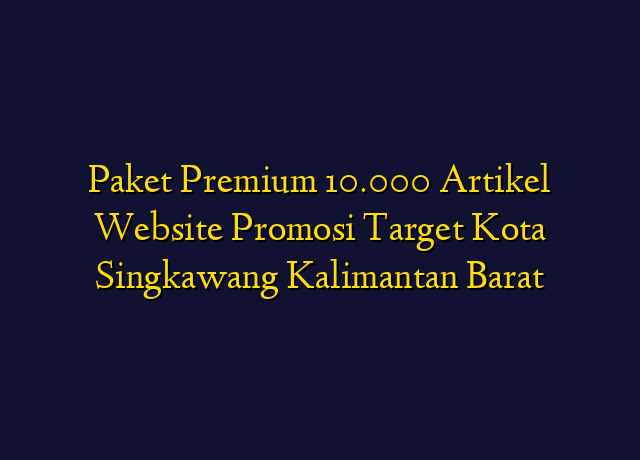 Paket Premium 10.000 Artikel
Website Promosi Target Kota
Singkawang Kalimantan Barat